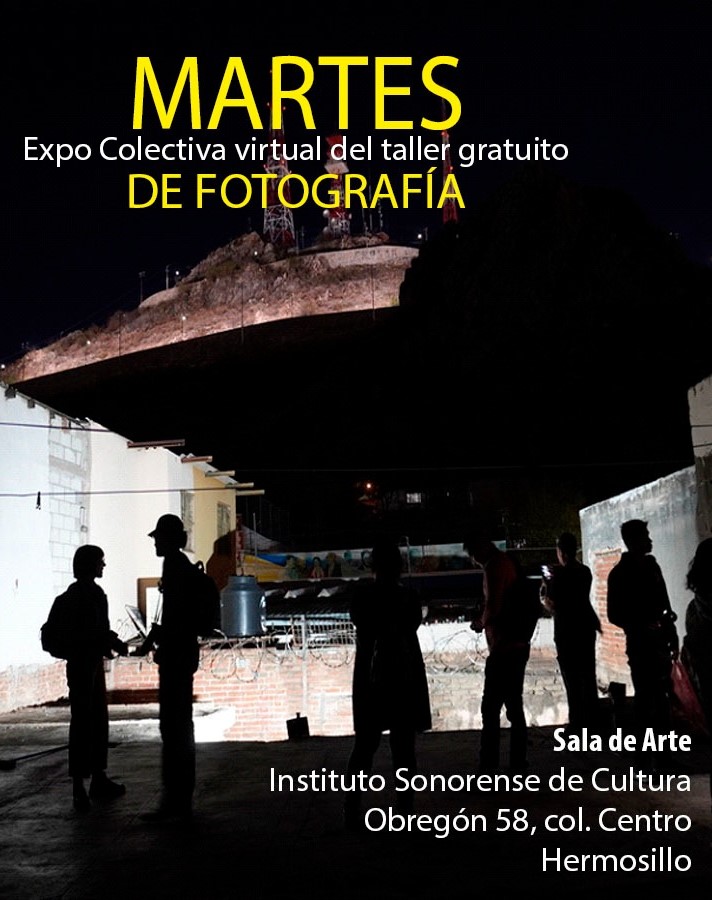 MARTES
Expo Colectiva virtual del taller gratuito
DE FOTOGRAFÍA
Sala de Arte
Instituto Sonorense de Cultura
Obregón 58, col. Centro
Hermosillo